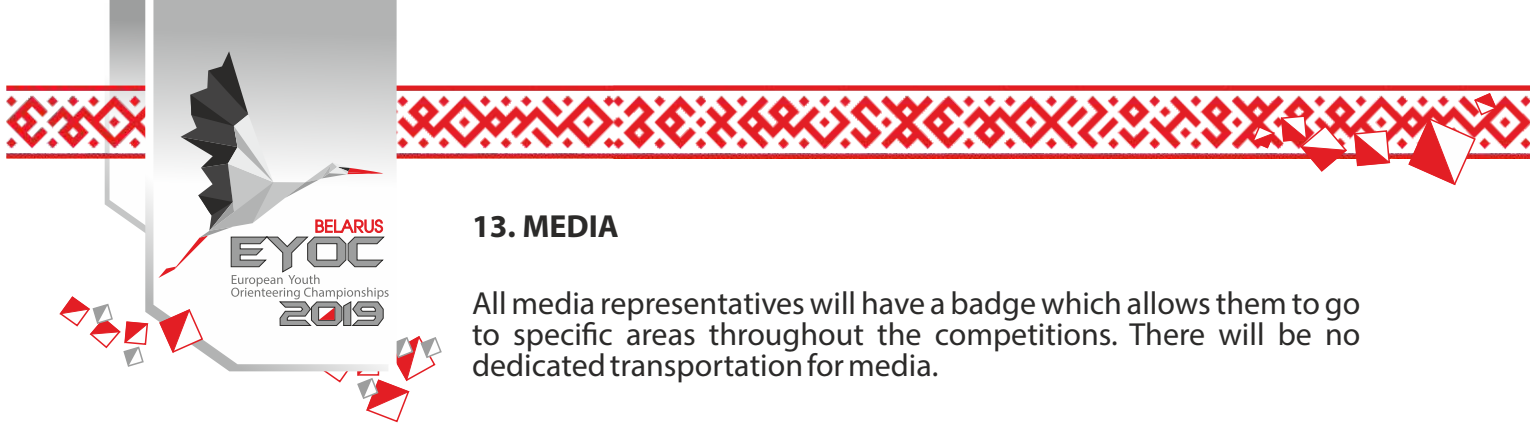 BELARUS
EYOC
European Youth
Orienteering Championships
2019
13. MEDIA
All media representatives will have a badge which allows them to go
to specific areas throughout the competitions. There will be no
dedicated transportation for media.